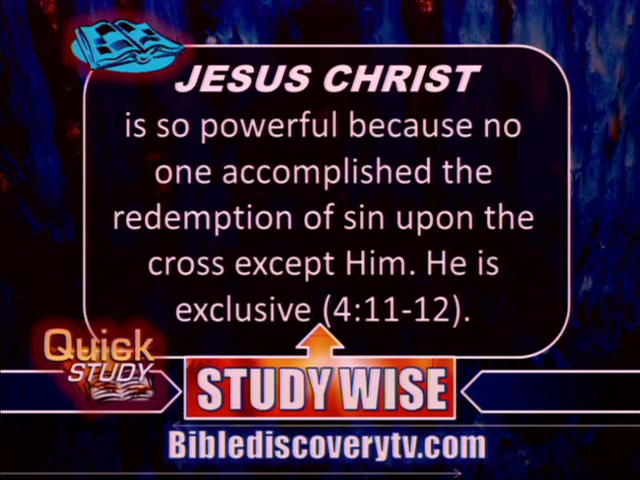 JESUS CHRIST
is so powerful because no
one accomplished the
redemption of sin upon the
cross except Him. He is
exclusive (4:11-12).
Quick
STUDY
STUDY WISE
Biblediscoverytv.com